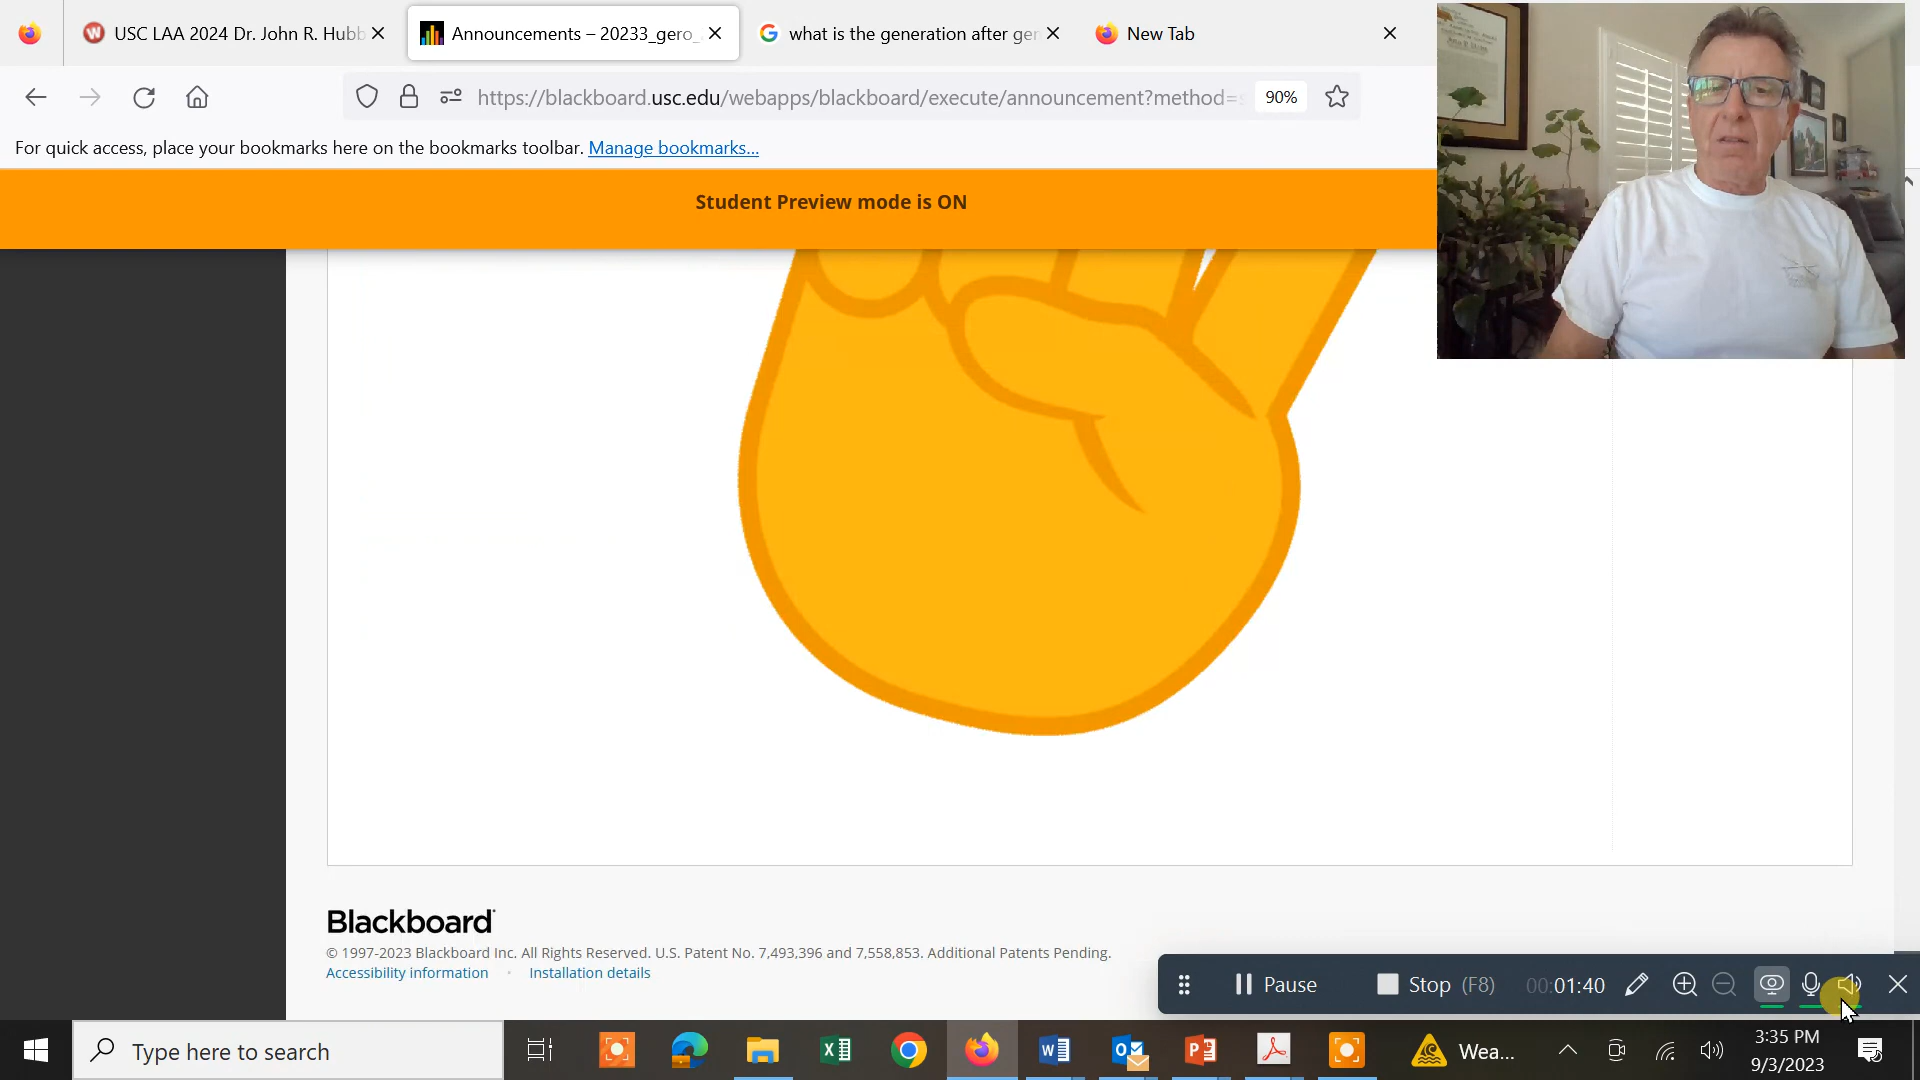 USC LAA 2024 Dr. John R. Hubb
Announcements – 20233_gero_
what is the generation after ger
New Tab
https://blackboard.usc.edu/webapps/blackboard/execute/announcement?method=s
90%
For quick access, place your bookmarks here on the bookmarks toolbar. Manage bookmarks...
Student Preview mode is ON
Blackboard
© 1997-2023 Blackboard Inc. All Rights Reserved. U.S. Patent No. 7,493,396 and 7,558,853. Additional Patents Pending.
Accessibility information • Installation details
Pause
Stop (F8)
00:01:40
Type here to search
Wea...
3:35 PM
9/3/2023